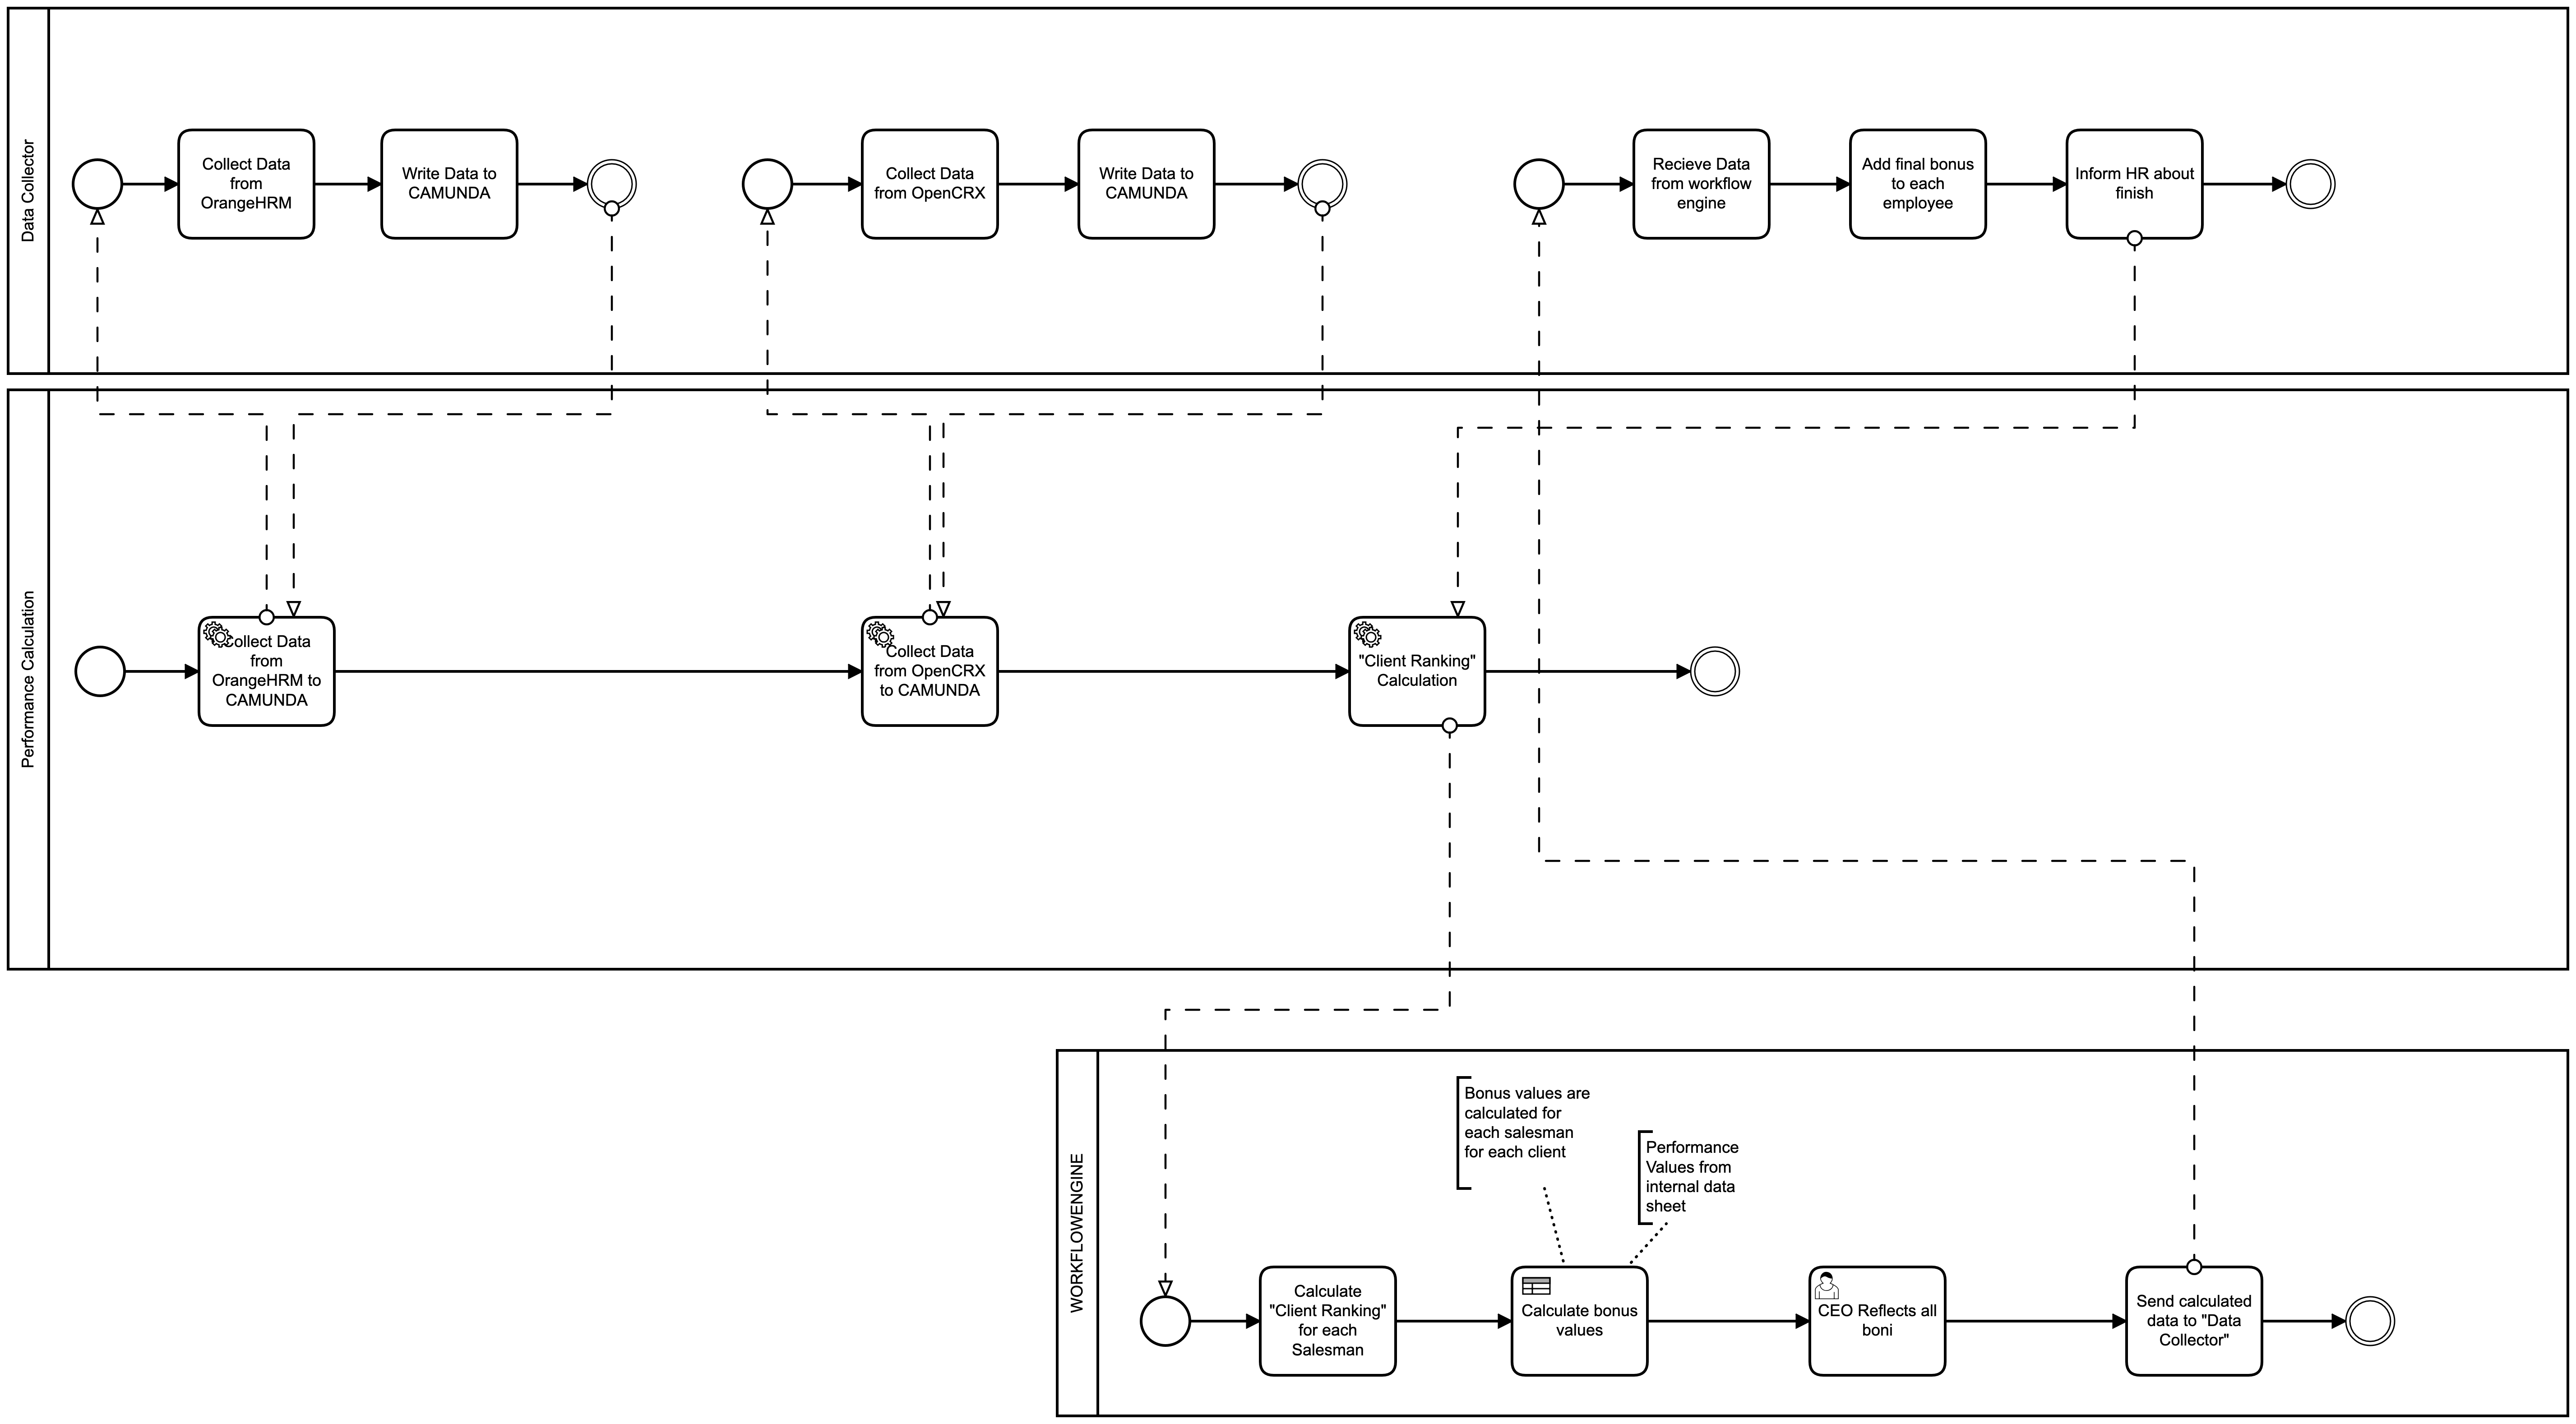 Data Collector
Collect Data
from
OrangeHRM
Write Data to
CAMUNDA
Collect Data
from OpenCRX
Write Data to
CAMUNDA
Recieve Data
from workflow
engine
Add final bonus
to each
employee
Inform HR about
finish
Performance Calculation
Collect Data
from
OrangeHRM to
CAMUNDA
Collect Data
from OpenCRX
to CAMUNDA
"Client Ranking"
Calculation
WORKFLOWENGINE
Bonus values are
calculated for
each salesman
for each client
Performance
Values from
internal data
sheet
Calculate
"Client Ranking"
for each
Salesman
Calculate bonus
values
CEO Reflects all
boni
Send calculated
data to "Data
Collector"